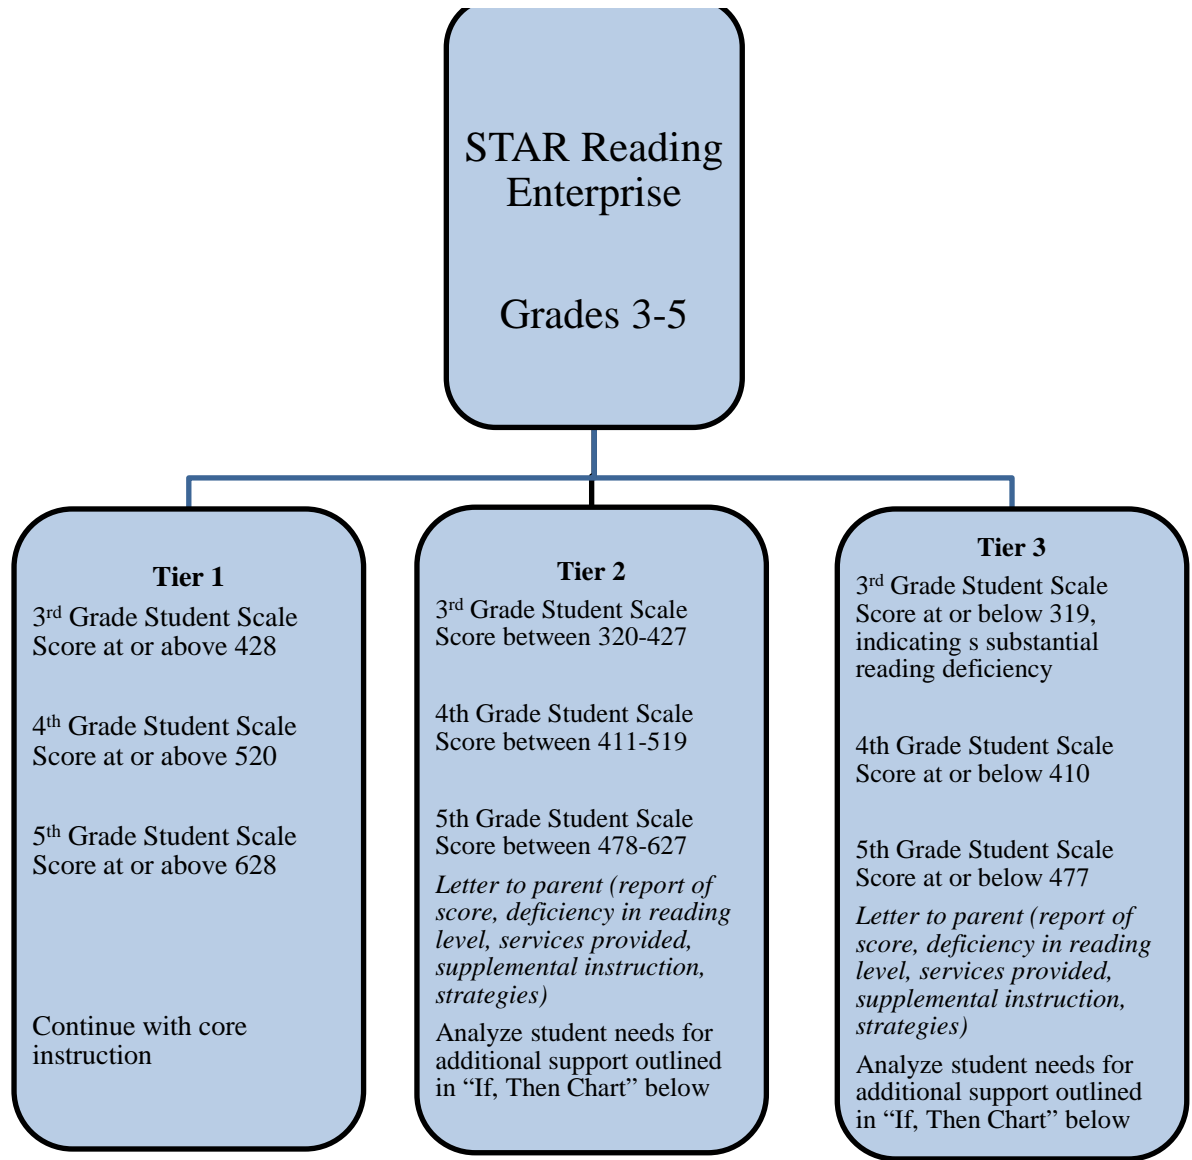 STAR Reading
Enterprise
Grades 3-5
Tier 1
3rd Grade Student Scale
Score at or above 428
4th Grade Student Scale
Score at or above 520
5th Grade Student Scale
Score at or above 628
Continue with core
instruction
Tier 2
3rd Grade Student Scale
Score between 320-427
4th Grade Student Scale
Score between 411-519
5th Grade Student Scale
Score between 478-627
Letter to parent (report of
score, deficiency in reading
level, services provided,
supplemental instruction,
strategies)
Analyze student needs for
additional support outlined
in “If, Then Chart” below
Tier 3
3rd Grade Student Scale
Score at or below 319,
indicating s substantial
reading deficiency
4th Grade Student Scale
Score at or below 410
5th Grade Student Scale
Score at or below 477
Letter to parent (report of
score, deficiency in reading
level, services provided,
supplemental instruction,
strategies)
Analyze student needs for
additional support outlined
in “If, Then Chart” below